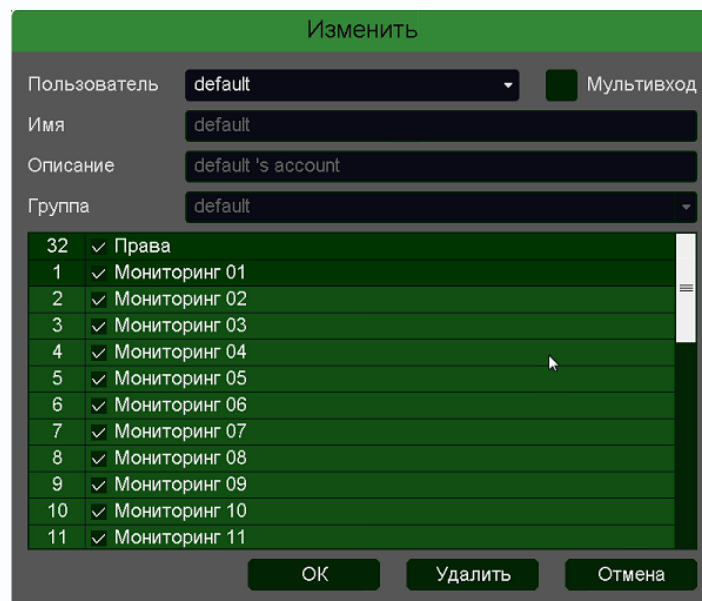 Изменить
Пользователь default Мультивход
Имя default
Описание default 's account
Группа default
32 Права
1 Мониторинг 01
2 Мониторинг 02
3 Мониторинг 03
4 Мониторинг 04
5 Мониторинг 05
6 Мониторинг 06
7 Мониторинг 07
8 Мониторинг 08
9 Мониторинг 09
10 Мониторинг 10
11 Мониторинг 11
ОК Удалить Отмена